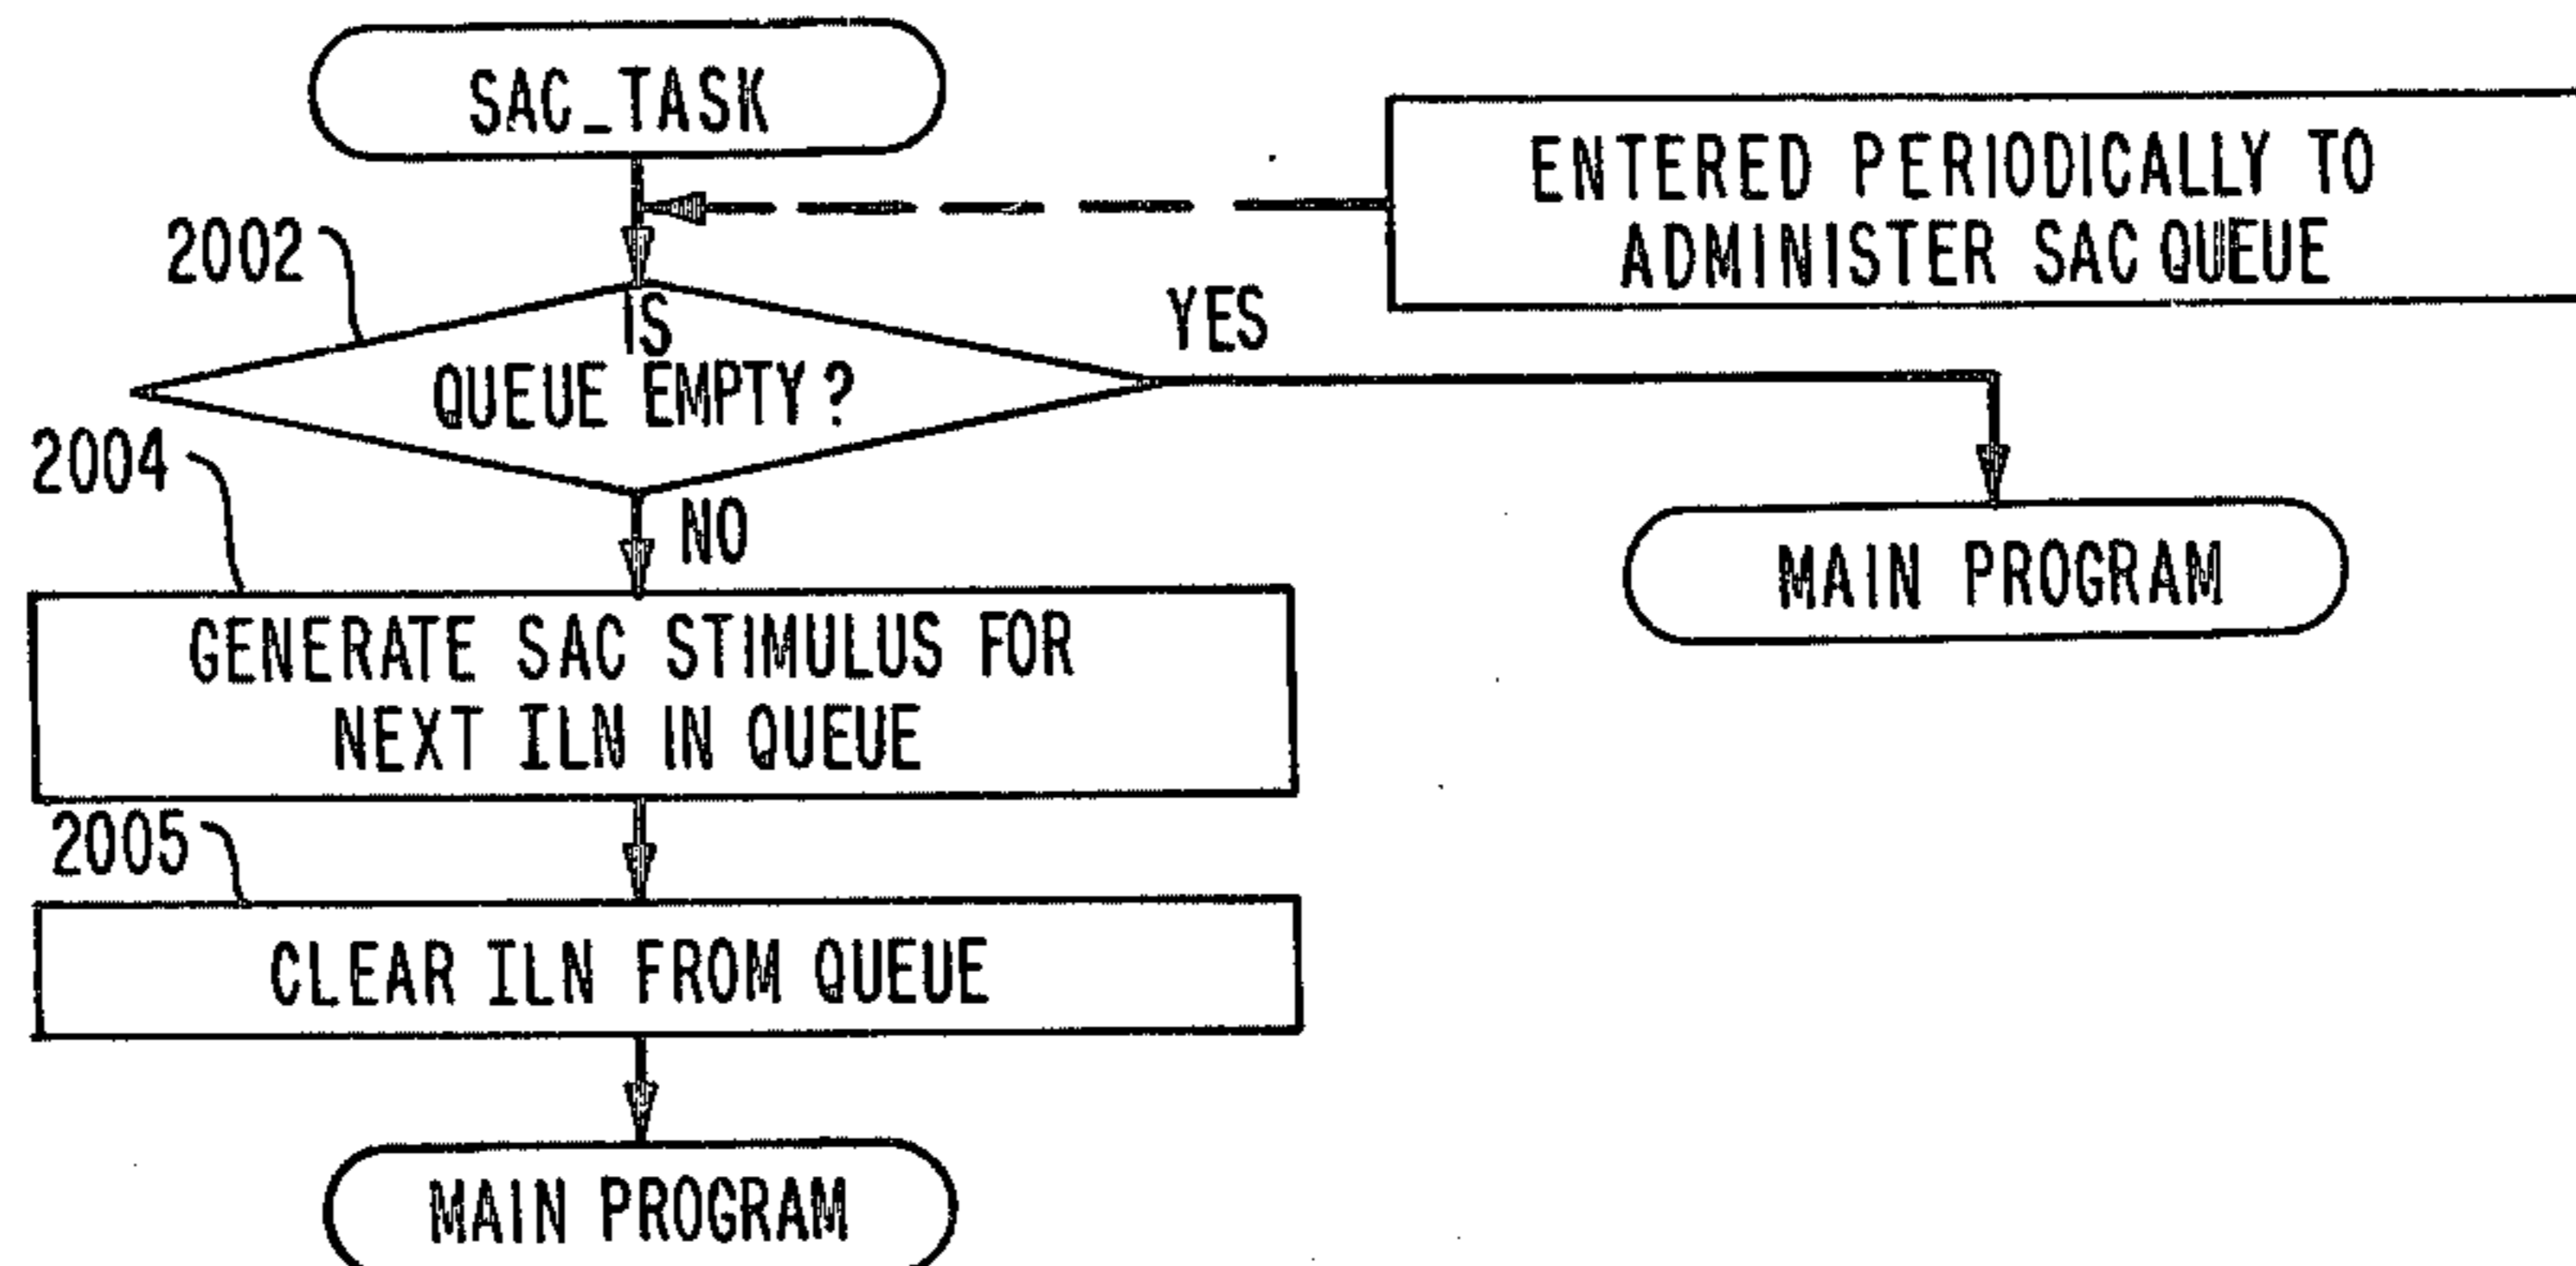 SAC_TASK
ENTERED PERIODICALLY TO
ADMINISTER SAC QUEUE
2002
IS
QUEUE EMPTY?
YES
2004
NO
GENERATE SAC STIMULUS FOR
NEXT ILN IN QUEUE
MAIN PROGRAM
2005
CLEAR ILN FROM QUEUE
MAIN PROGRAM